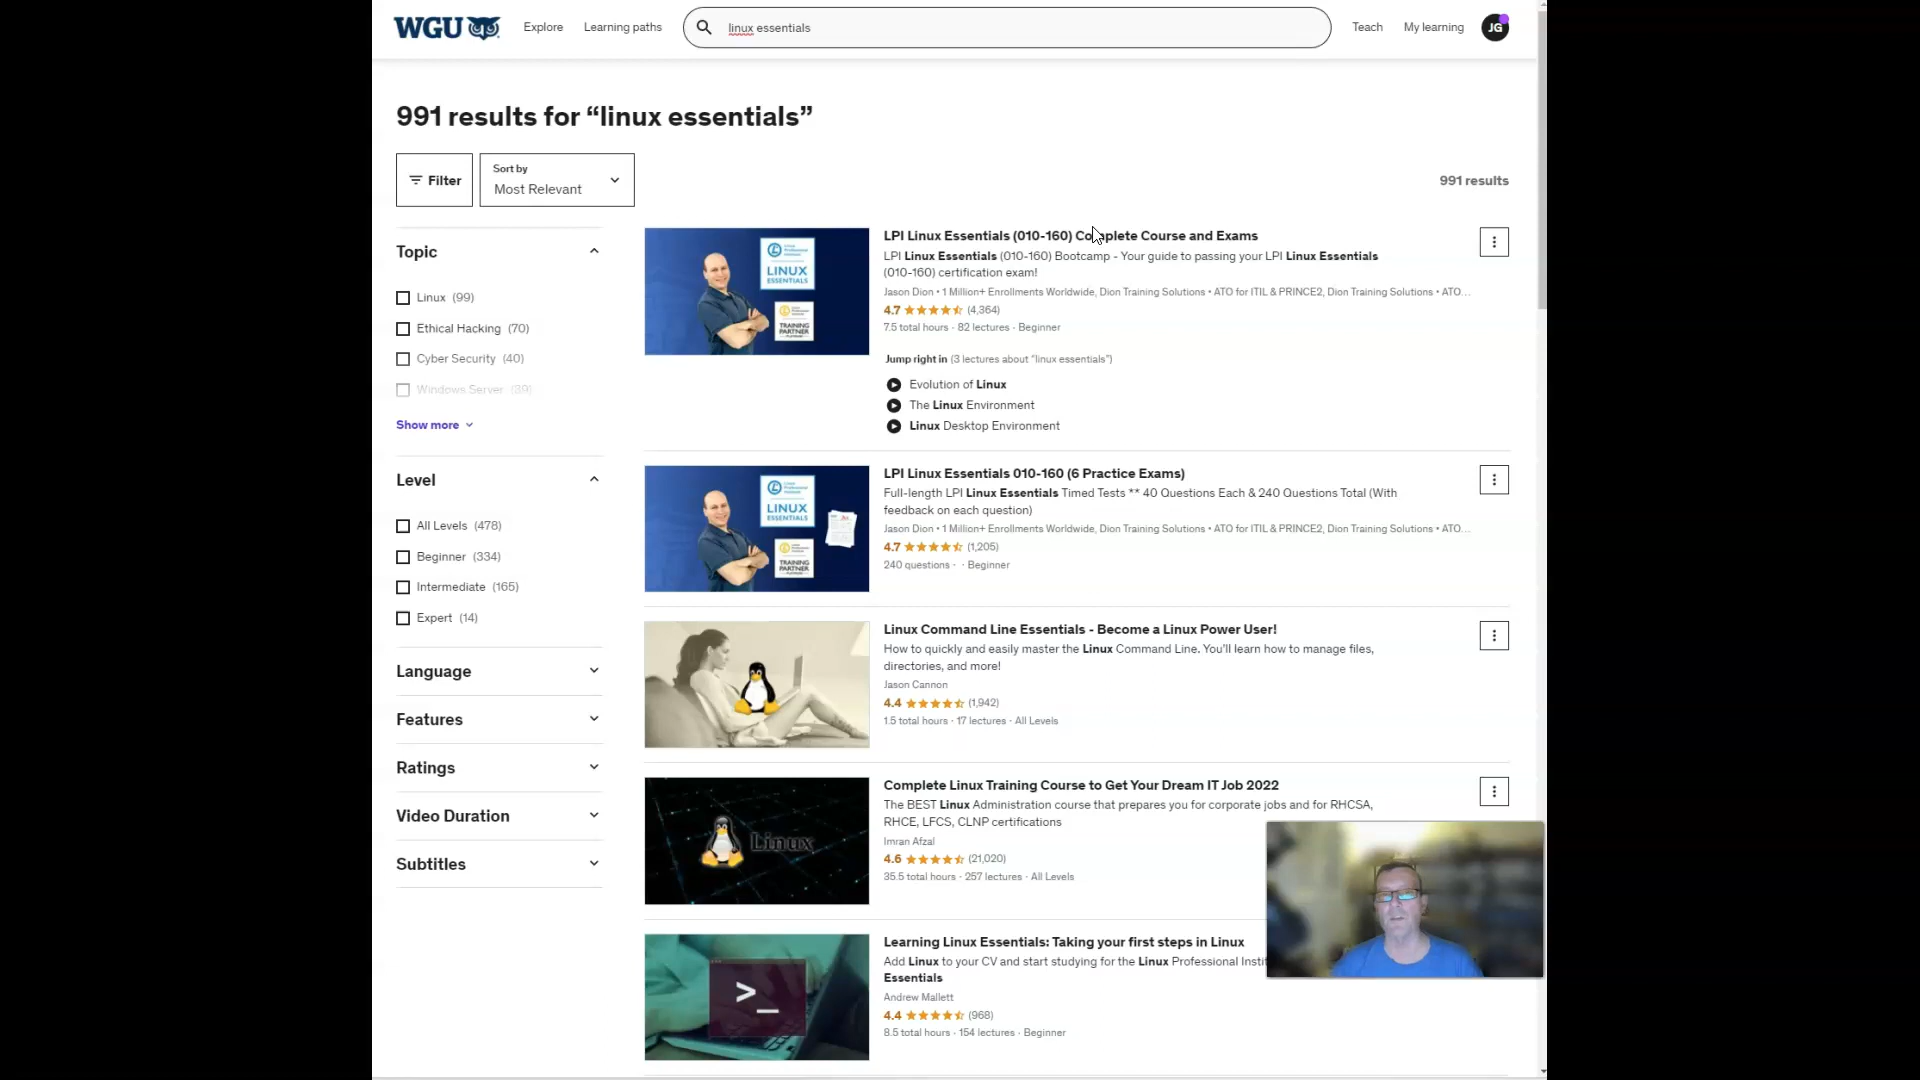 WGU
Explore
Learning paths
linux essentials
Teach
My learning
JG
991 results for “linux essentials”
Filter
Sort by
Most Relevant
991 results
Topic
Linux (99)
Ethical Hacking (70)
Cyber Security (40)
Windows Server (39)
Show more
Level
All Levels (478)
Beginner (334)
Intermediate (165)
Expert (14)
Language
Features
Ratings
Video Duration
Subtitles
LINUX
ESSENTIALS
TRAINING
PARTNER
LPI Linux Essentials (010-160) Complete Course and Exams
LPI Linux Essentials (010-160) Bootcamp - Your guide to passing your LPI Linux Essentials
(010-160) certification exam!
Jason Dion • 1 Million+ Enrollments Worldwide, Dion Training Solutions • ATO for ITIL & PRINCE2, Dion Training Solutions • ATO...
4.7 (4,364)
7.5 total hours · 82 lectures · Beginner
Jump right in (3 lectures about "linux essentials")
Evolution of Linux
The Linux Environment
Linux Desktop Environment
LINUX
ESSENTIALS
TRAINING
PARTNER
LPI Linux Essentials 010-160 (6 Practice Exams)
Full-length LPI Linux Essentials Timed Tests ** 40 Questions Each & 240 Questions Total (With
feedback on each question)
Jason Dion • 1 Million+ Enrollments Worldwide, Dion Training Solutions • ATO for ITIL & PRINCE2, Dion Training Solutions • ATO...
4.7 (1,205)
240 questions · · Beginner
Linux Command Line Essentials - Become a Linux Power User!
How to quickly and easily master the Linux Command Line. You'll learn how to manage files,
directories, and more!
Jason Cannon
4.4 (1,942)
1.5 total hours · 17 lectures · All Levels
Linux
Complete Linux Training Course to Get Your Dream IT Job 2022
The BEST Linux Administration course that prepares you for corporate jobs and for RHCSA,
RHCE, LFCS, CLNP certifications
Imran Afzal
4.6 (21,020)
35.5 total hours · 257 lectures · All Levels
>_
Learning Linux Essentials: Taking your first steps in Linux
Add Linux to your CV and start studying for the Linux Professional Insti
Essentials
Andrew Mallett
4.4 (968)
8.5 total hours · 154 lectures · Beginner